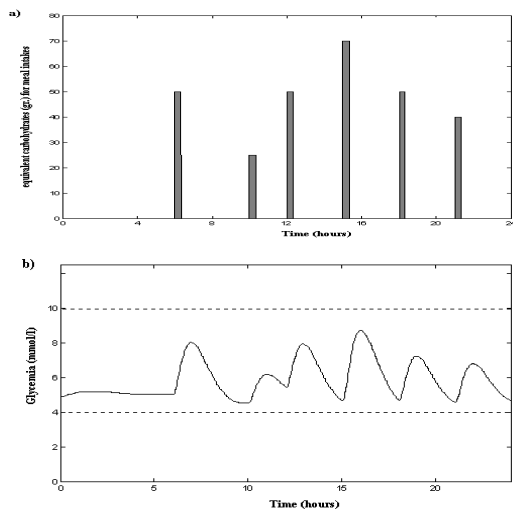 a)
equivalent carbohydrates (gr.) for meal intakes
80
70
60
50
40
30
20
10
0
0 4 8 12 16 20 24
Time (hours)
b)
Glycemia (mmol/l)
10
8
6
4
2
0
0 5 10 15 20
Time (hours)